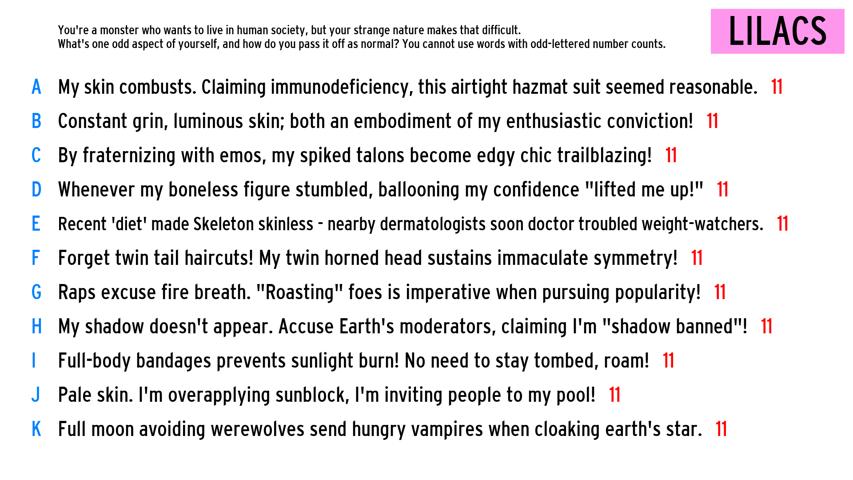 You're a monster who wants to live in human society, but your strange nature makes that difficult.
What's one odd aspect of yourself, and how do you pass it off as normal? You cannot use words with odd-lettered number counts.
LILACS
A My skin combusts. Claiming immunodeficiency, this airtight hazmat suit seemed reasonable. 11
B Constant grin, luminous skin; both an embodiment of my enthusiastic conviction! 11
C By fraternizing with emos, my spiked talons become edgy chic trailblazing! 11
D Whenever my boneless figure stumbled, ballooning my confidence "lifted me up!" 11
E Recent 'diet' made Skeleton skinless - nearby dermatologists soon doctor troubled weight-watchers. 11
F Forget twin tail haircuts! My twin horned head sustains immaculate symmetry! 11
G Raps excuse fire breath. "Roasting" foes is imperative when pursuing popularity! 11
H My shadow doesn't appear. Accuse Earth's moderators, claiming I'm "shadow banned"! 11
I Full-body bandages prevents sunlight burn! No need to stay tombed, roam! 11
J Pale skin. I'm overapplying sunblock, I'm inviting people to my pool! 11
K Full moon avoiding werewolves send hungry vampires when cloaking earth's star. 11